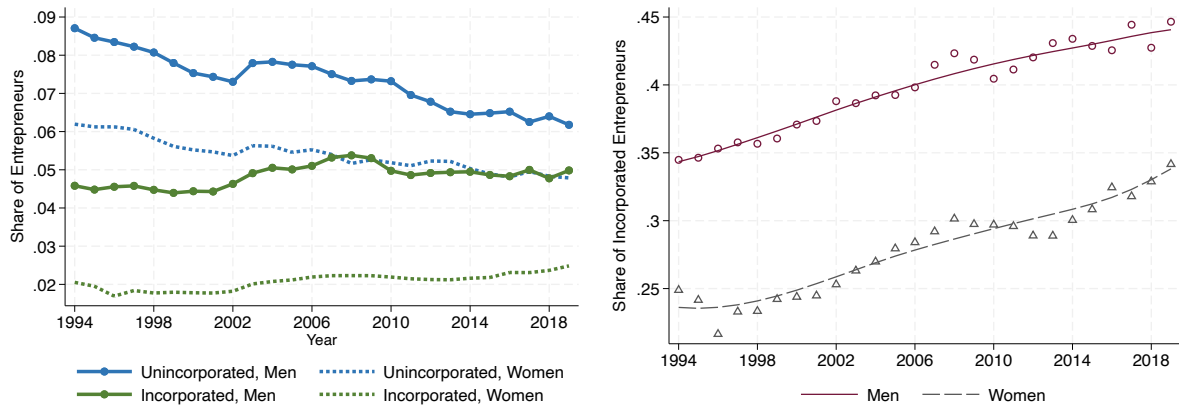 Share of Entrepreneurs
.09
.08
.07
.06
.05
.04
.03
.02
1994 1998 2002 2006 2010 2014 2018
Year
Unincorporated, Men Unincorporated, Women
Incorporated, Men Incorporated, Women
Share of Incorporated Entrepreneurs
.45
.4
.35
.3
.25
1994 1998 2002 2006 2010 2014 2018
Men Women